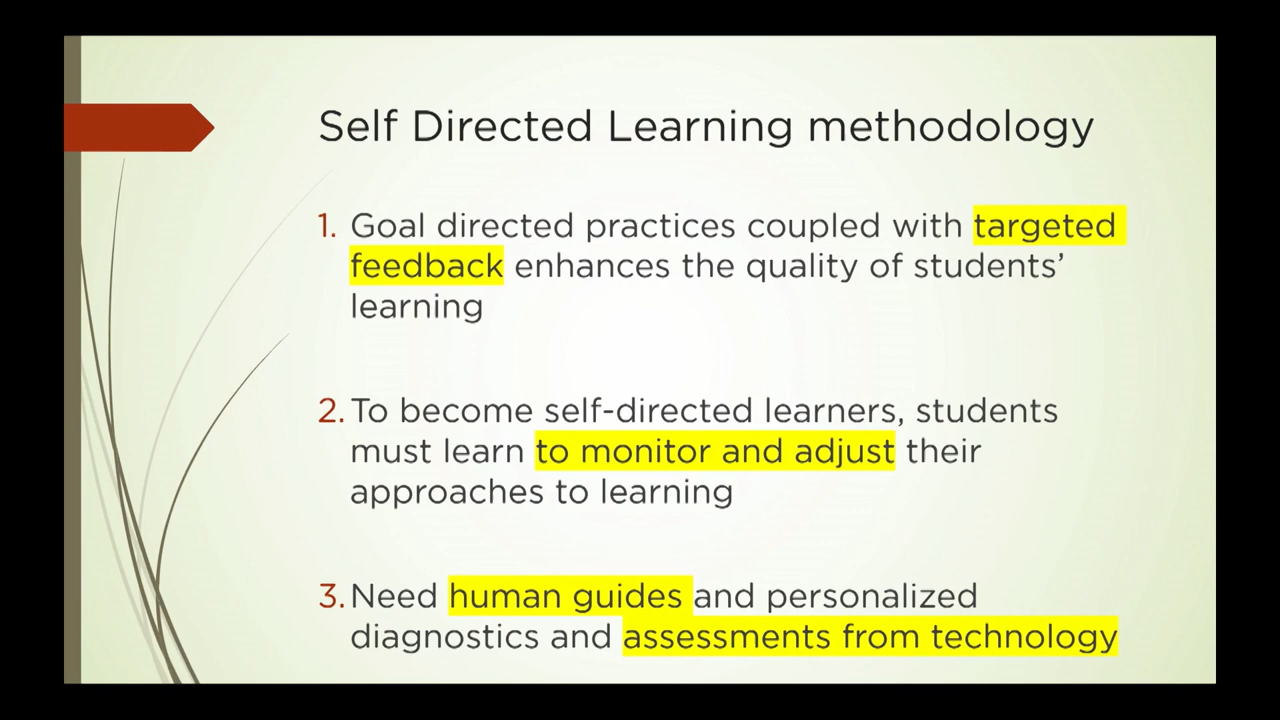 Self Directed Learning methodology
1. Goal directed practices coupled with targeted
feedback enhances the quality of students’
learning
2. To become self-directed learners, students
must learn to monitor and adjust their
approaches to learning
3. Need human guides and personalized
diagnostics and assessments from technology